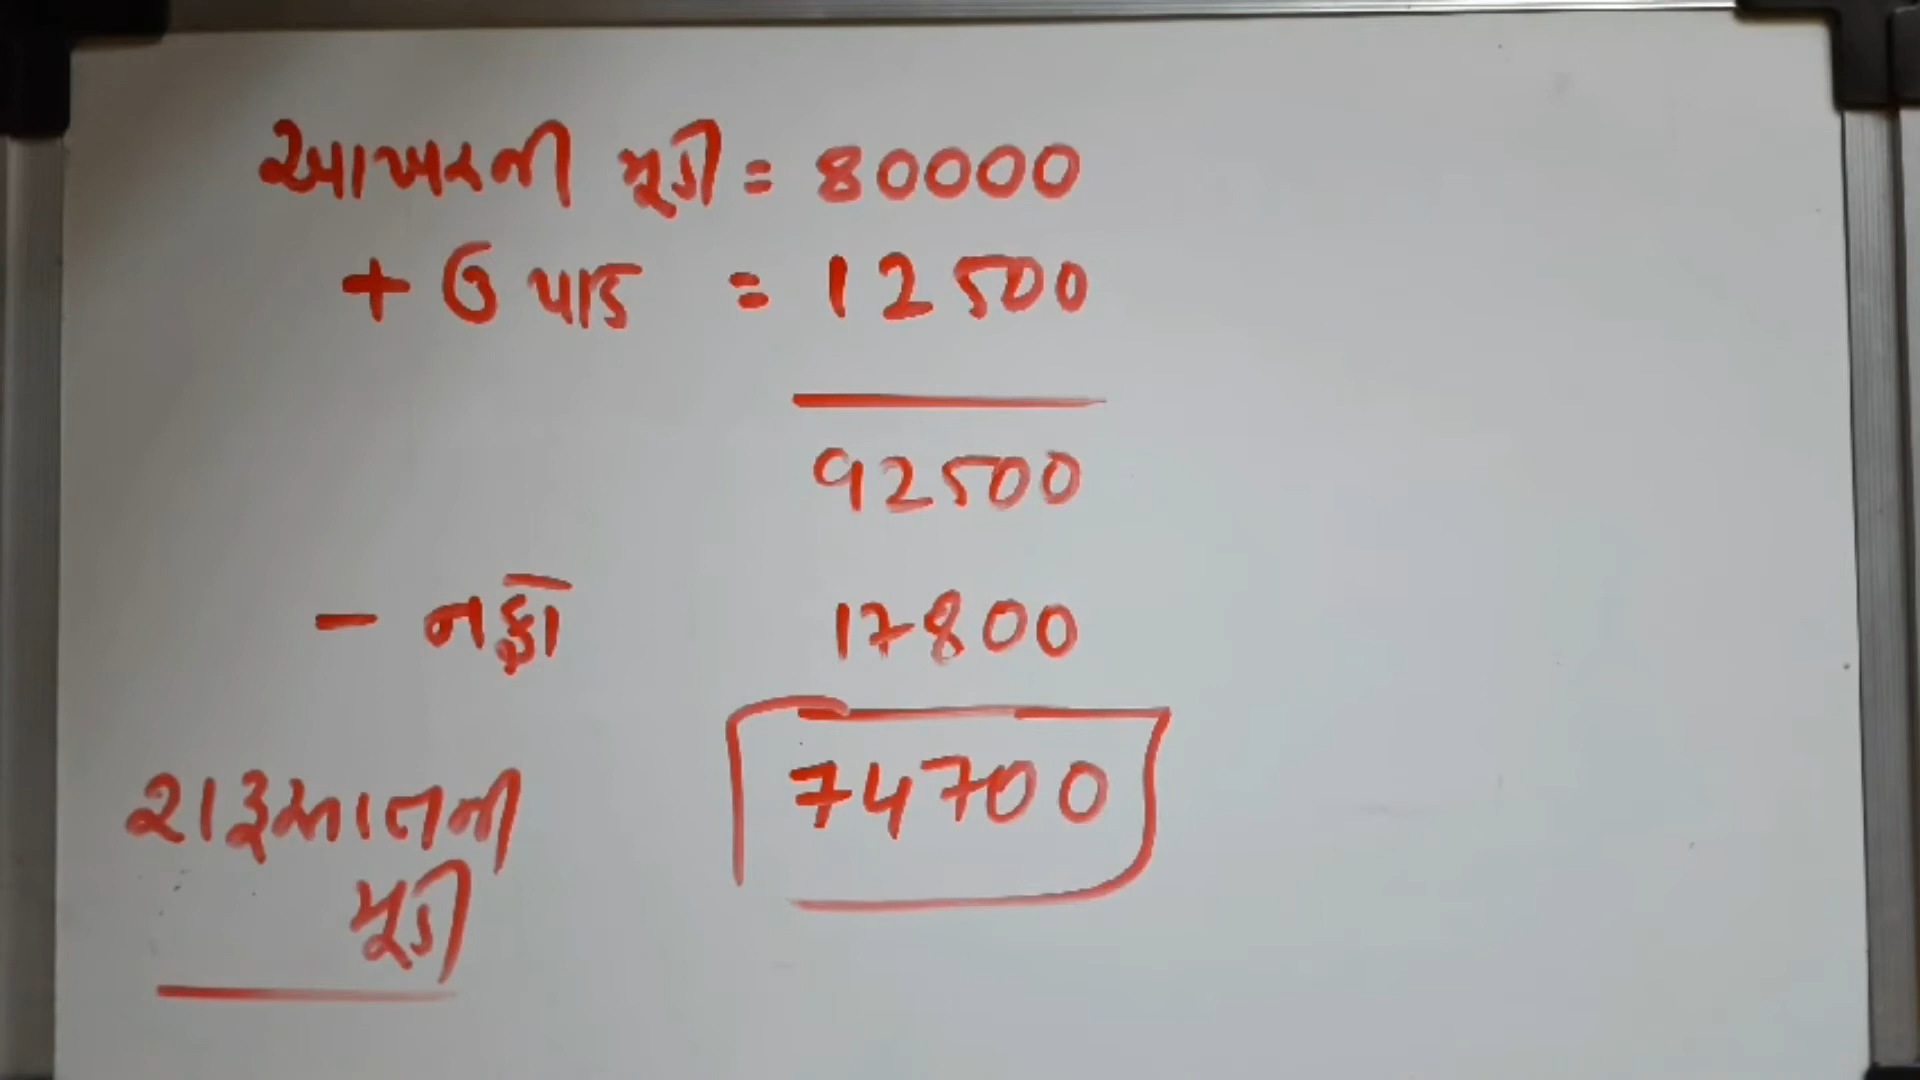 આખરની મૂડી = 80000
+ ઉપાડ = 12500
92500
- નફો 17800
શરૂઆતની 74700
મૂડી